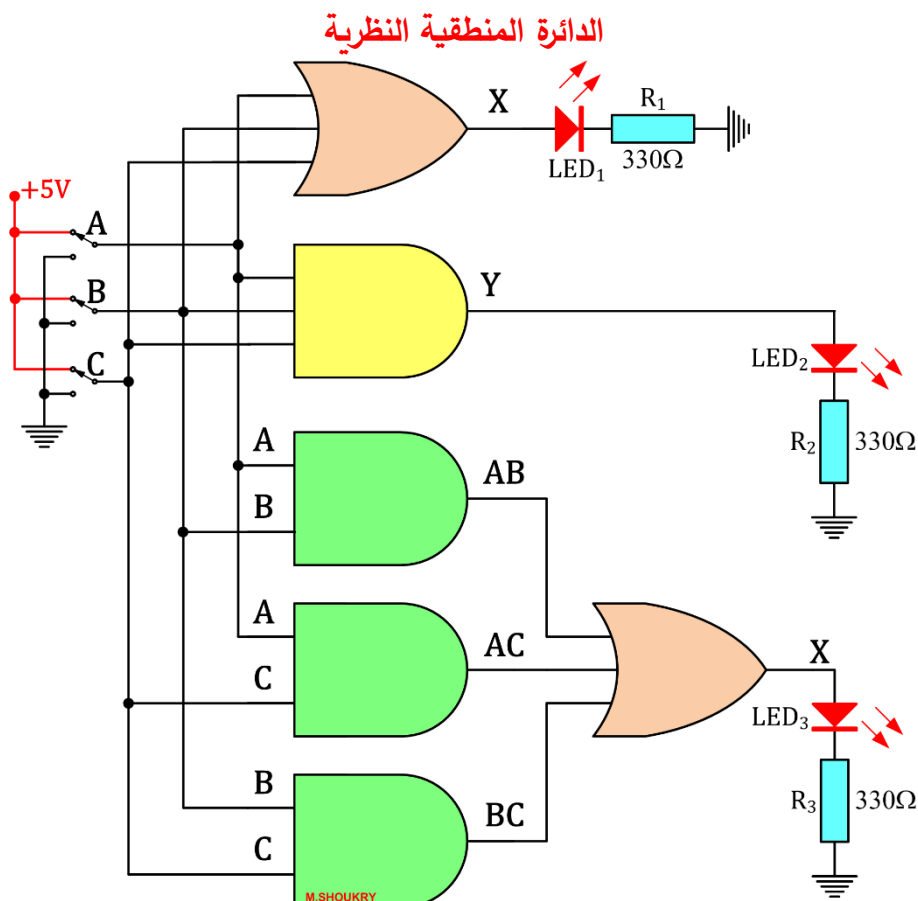 الدائرة المنطقية النظرية
X
R₁
LED₁
330Ω
+5V
A
B
C
Y
LED₂
R₂
330Ω
A
B
AB
A
C
AC
X
LED₃
B
C
BC
R₃
330Ω
M.SHOUKRY